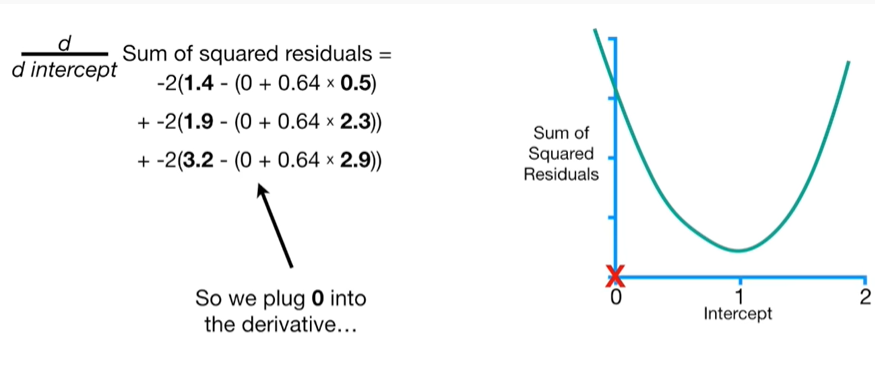 d
d intercept
Sum of squared residuals =
-2(1.4 - (0 + 0.64 × 0.5)
+ -2(1.9 - (0 + 0.64 × 2.3))
+ -2(3.2 - (0 + 0.64 × 2.9))
So we plug 0 into
the derivative…
Sum of
Squared
Residuals
X
0
1
2
Intercept